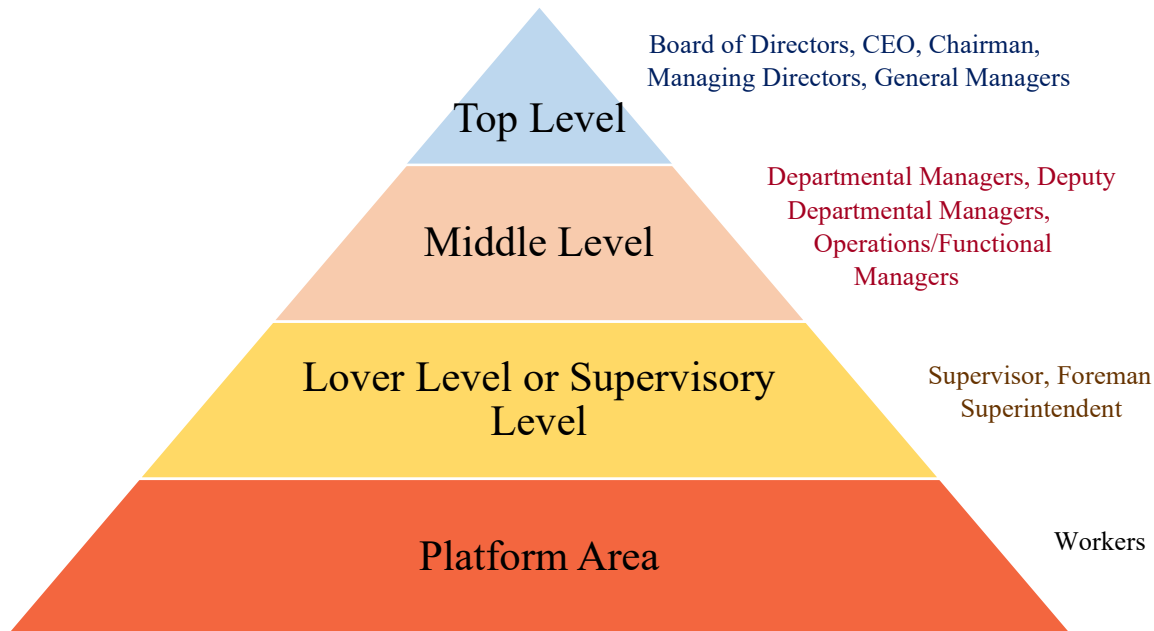 Board of Directors, CEO, Chairman,
Managing Directors, General Managers
Top Level
Departmental Managers, Deputy
Departmental Managers,
Operations/Functional
Managers
Middle Level
Lover Level or Supervisory
Level
Supervisor, Foreman
Superintendent
Platform Area
Workers